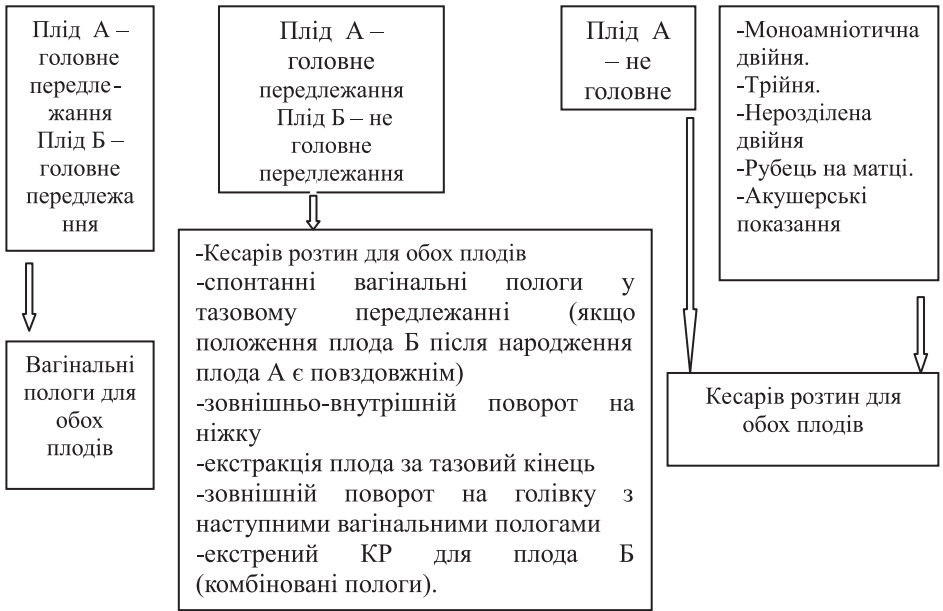 Плід А –
головне
передле-
жання
Плід Б –
головне
передлежа
ння
Вагінальні
пологи для
обох
плодів
Плід А –
головне
передлежання
Плід Б – не
головне
передлежання
-Кесарів розтин для обох плодів
-спонтанні вагінальні пологи у
тазовому передлежанні (якщо
положення плода Б після народження
плода А є повздовжнім)
-зовнішньо-внутрішній поворот на
ніжку
-екстракція плода за тазовий кінець
-зовнішній поворот на голівку з
наступними вагінальними пологами
-екстрений КР для плода Б
(комбіновані пологи).
Плід А
– не
головне
-Моноамніотична
двійня.
-Трійня.
-Нерозділена
двійня
-Рубець на матці.
-Акушерські
показання
Кесарів розтин для
обох плодів